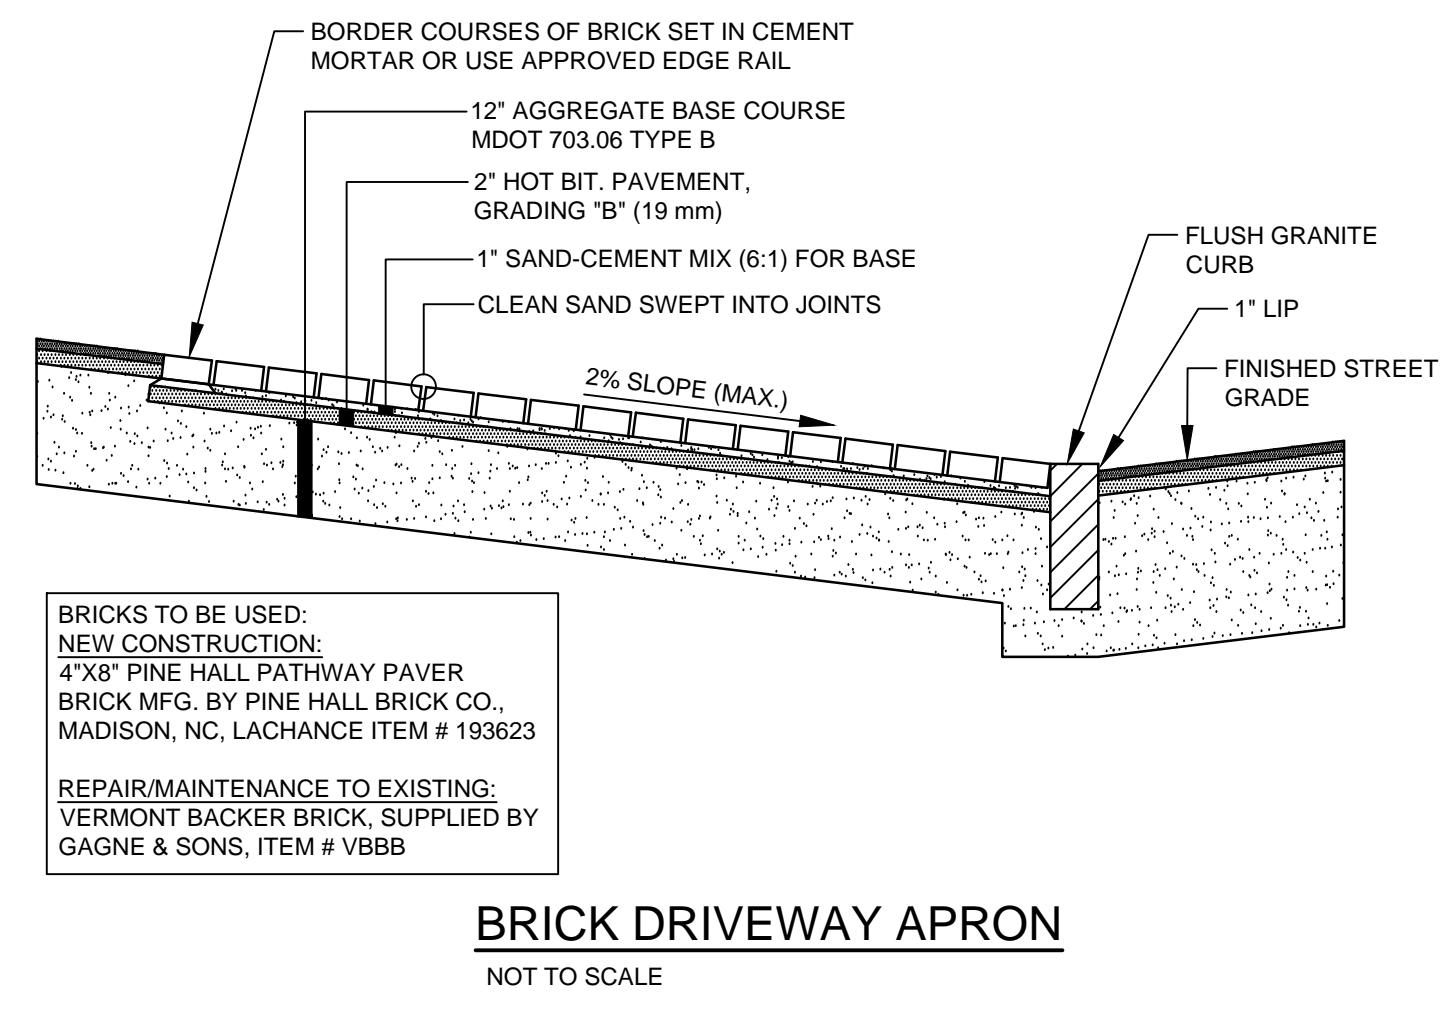 BORDER COURSES OF BRICK SET IN CEMENT
MORTAR OR USE APPROVED EDGE RAIL
12" AGGREGATE BASE COURSE
MDOT 703.06 TYPE B
2" HOT BIT. PAVEMENT,
GRADING "B" (19 mm)
1" SAND-CEMENT MIX (6:1) FOR BASE
CLEAN SAND SWEPT INTO JOINTS
2% SLOPE (MAX.)
FLUSH GRANITE
CURB
1" LIP
FINISHED STREET
GRADE
BRICKS TO BE USED:
NEW CONSTRUCTION:
4"X8" PINE HALL PATHWAY PAVER
BRICK MFG. BY PINE HALL BRICK CO.,
MADISON, NC, LACHANCE ITEM # 193623
REPAIR/MAINTENANCE TO EXISTING:
VERMONT BACKER BRICK, SUPPLIED BY
GAGNE & SONS, ITEM # VBBB
BRICK DRIVEWAY APRON
NOT TO SCALE